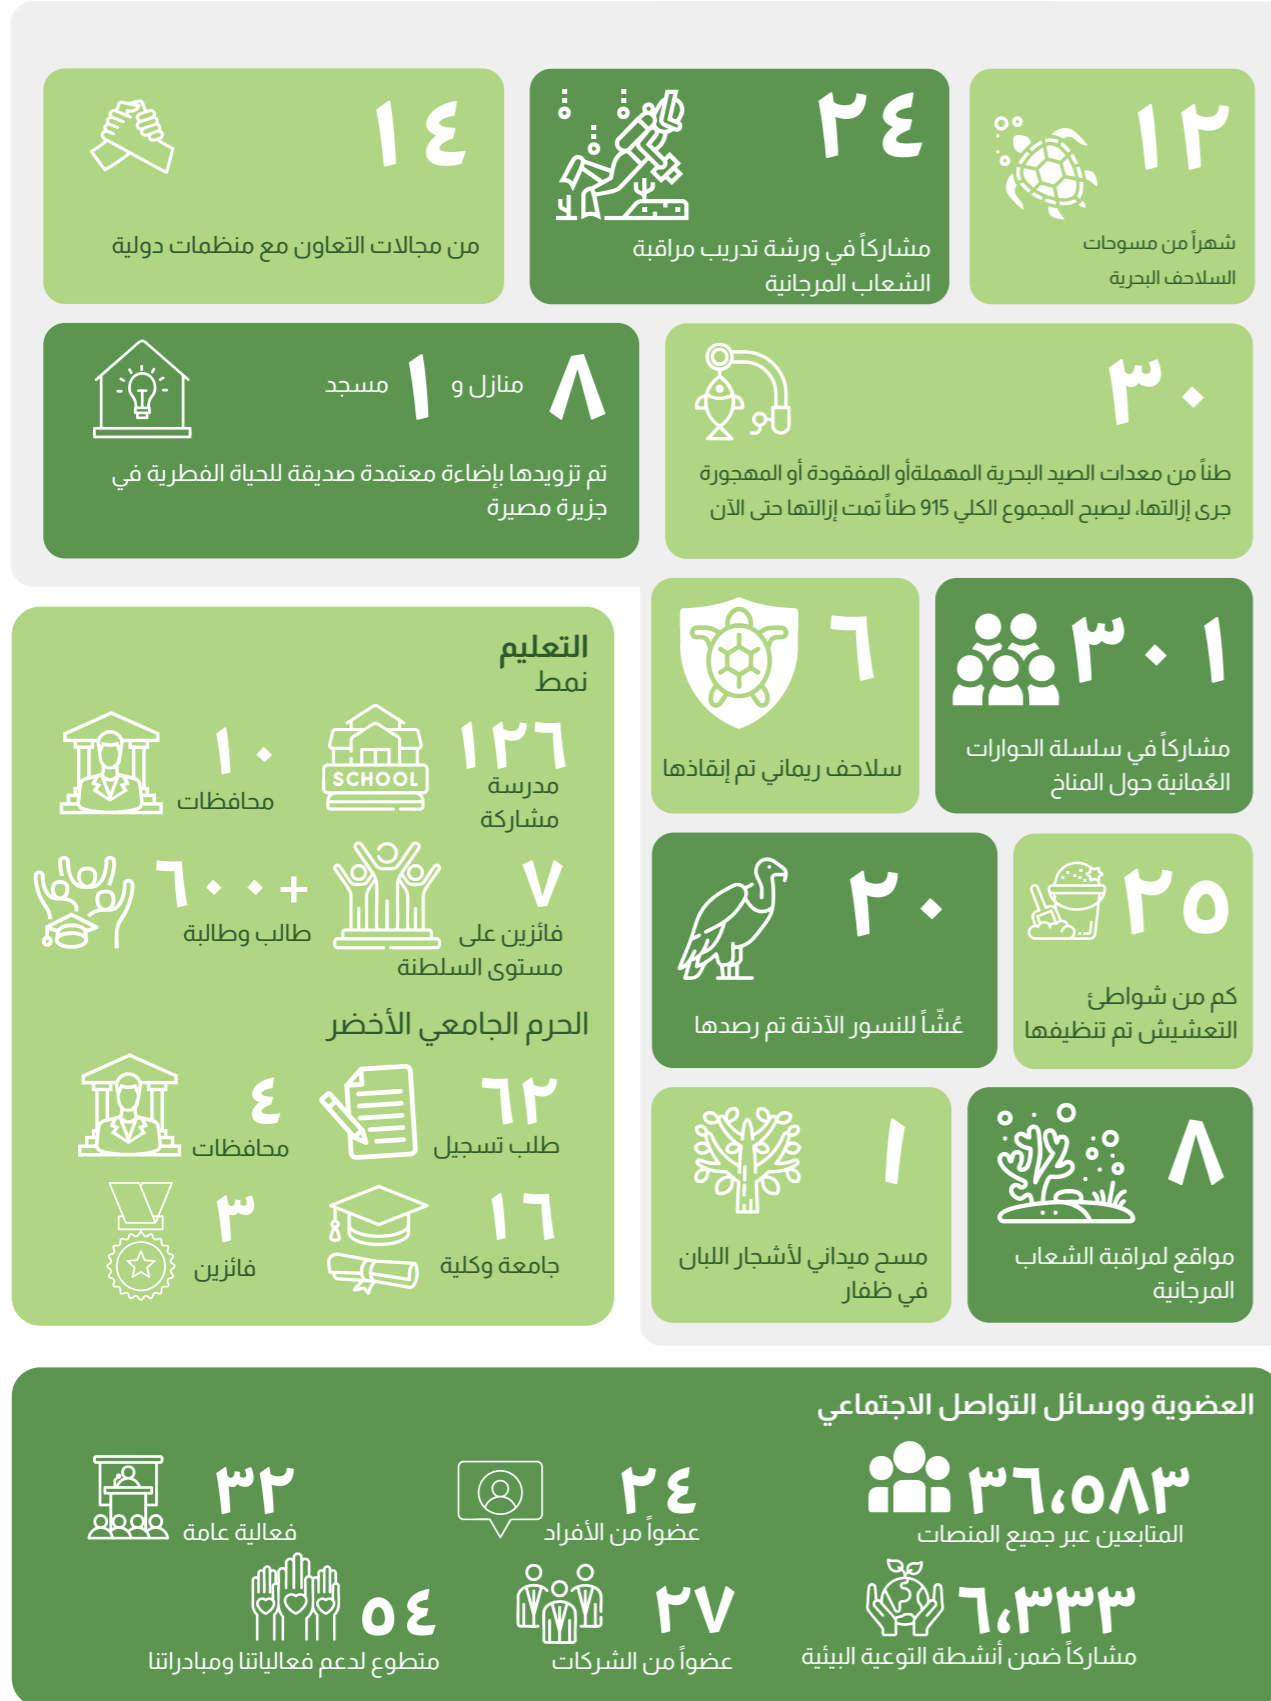 ١٢
شهراً من مسوحات
السلاحف البحرية
٢٤
مشاركاً في ورشة تدريب مراقبة
الشعاب المرجانية
١٤
من مجالات التعاون مع منظمات دولية
٣٠
طناً من معدات الصيد البحرية المهملةأو المفقودة أو المهجورة
جرى إزالتها، ليصبح المجموع الكلي 915 طناً تمت إزالتها حتى الآن
٨ منازل و ١ مسجد
تم تزويدها بإضاءة معتمدة صديقة للحياة الفطرية في
جزيرة مصيرة
٣٠١
مشاركاً في سلسلة الحوارات
العُمانية حول المناخ
٦
سلاحف ريماني تم إنقاذها
٢٥
كم من شواطئ
التعشيش تم تنظيفها
٢٠
عُشّاً للنسور الآذنة تم رصدها
٨
مواقع لمراقبة الشعاب
المرجانية
١
مسح ميداني لأشجار اللبان
في ظفار
التعليم
نمط
١٢٦
مدرسة
مشاركة
SCHOOL
١٠
محافظات
٧
فائزين على
مستوى السلطنة
+٦٠٠
طالب وطالبة
الحرم الجامعي الأخضر
٦٢
طلب تسجيل
٤
محافظات
١٦
جامعة وكلية
٣
فائزين
العضوية ووسائل التواصل الاجتماعي
٣٦،٥٨٣
المتابعين عبر جميع المنصات
٢٤
عضواً من الأفراد
٣٢
فعالية عامة
٦،٣٣٣
مشاركاً ضمن أنشطة التوعية البيئية
٢٧
عضواً من الشركات
٥٤
متطوع لدعم فعالياتنا ومبادراتنا